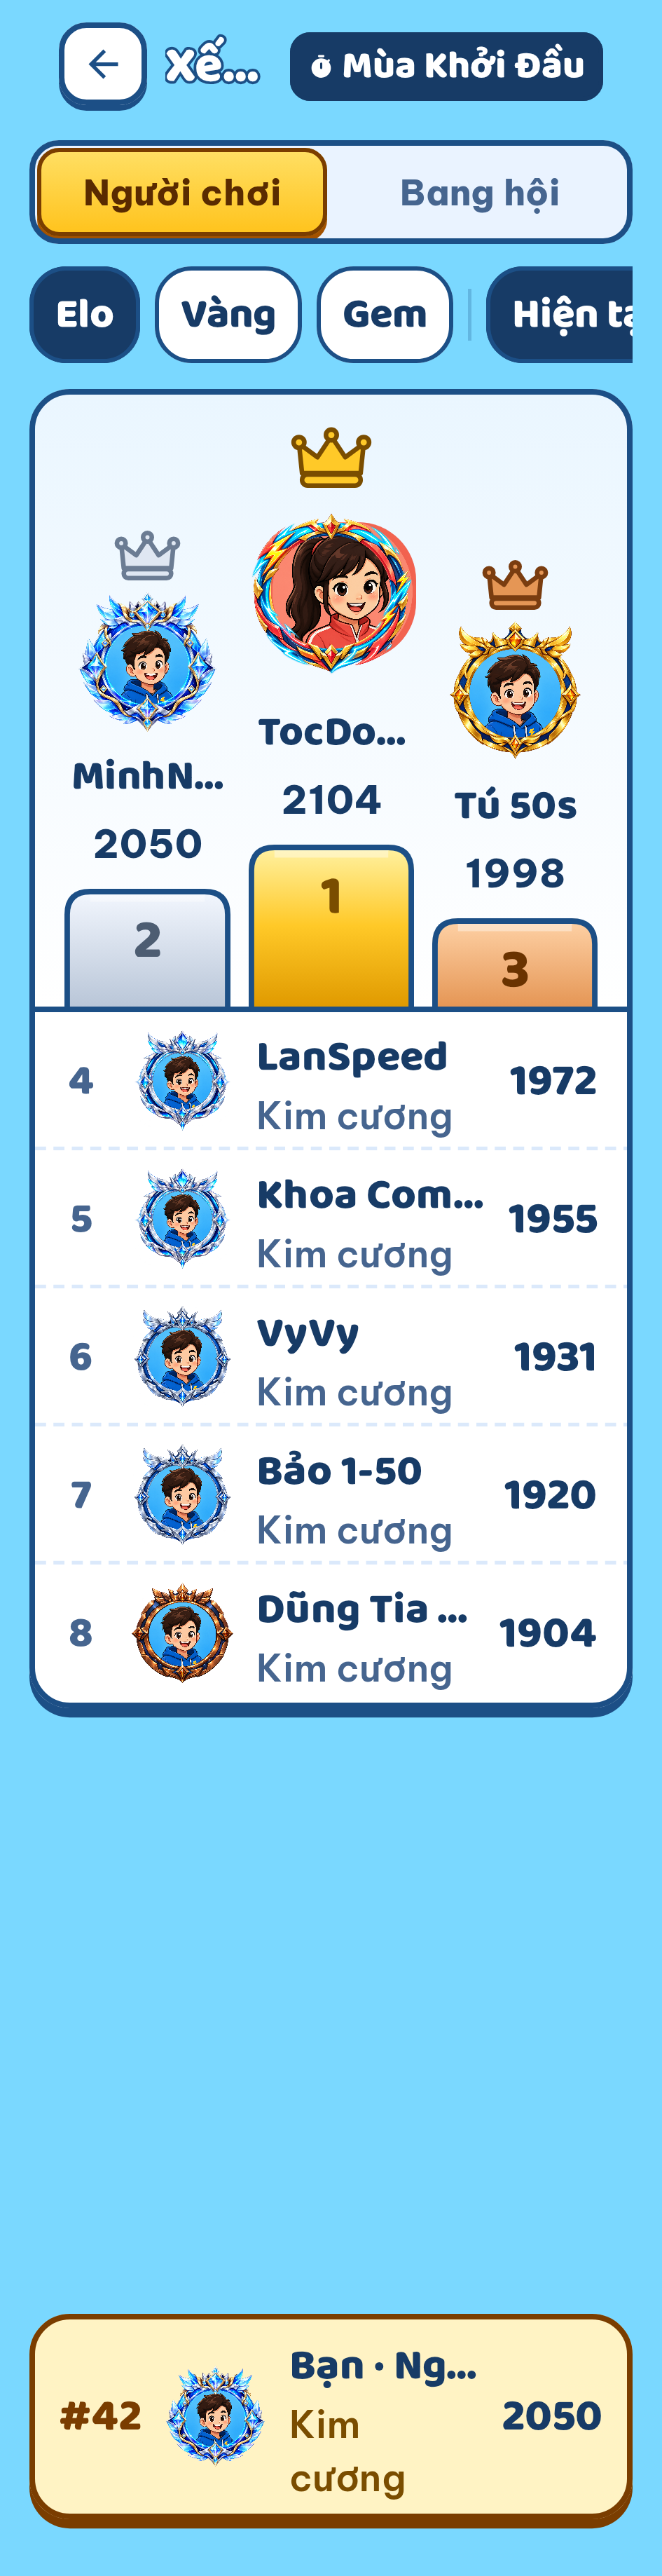 Xế...
Mùa Khởi Đầu
Người chơi
Bang hội
Elo
Vàng
Gem
Hiện tạ
TocDo...
2104
MinhN...
2050
Tú 50s
1998
1
2
3
4
LanSpeed
Kim cương
1972
5
Khoa Com...
Kim cương
1955
6
VyVy
Kim cương
1931
7
Bảo 1-50
Kim cương
1920
8
Dũng Tia ...
Kim cương
1904
#42
Bạn · Ng...
Kim
cương
2050